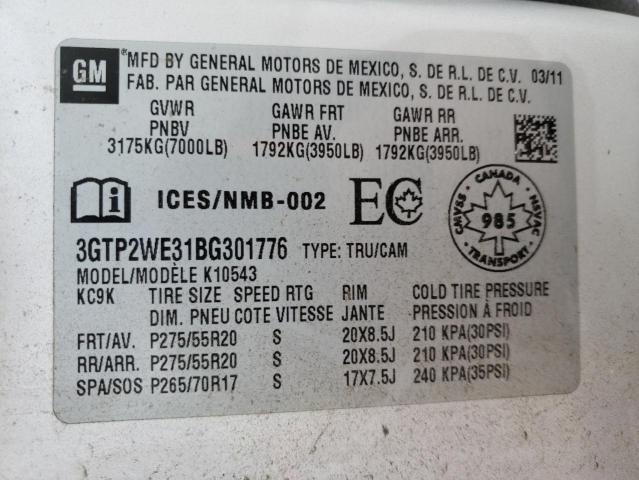 GM
®MFD BY GENERAL MOTORS DE MEXICO, S. DE R.L. DE C.V. 03/11
FAB. PAR GENERAL MOTORS DE MEXICO, S. DE R.L. DE C.V.
GVWR GAWR FRT GAWR RR
PNBV PNBE AV. PNBE ARR.
3175KG(7000LB) 1792KG(3950LB) 1792KG(3950LB)
i ICES/NMB-002 EC
CANADA CMVSS 985 NSVAC TRANSPORT
3GTP2WE31BG301776 TYPE: TRU/CAM
MODEL/MODÈLE K10543
KC9K TIRE SIZE SPEED RTG RIM COLD TIRE PRESSURE
DIM. PNEU COTE VITESSE JANTE PRESSION À FROID
FRT/AV. P275/55R20 S 20X8.5J 210 KPA(30PSI)
RR/ARR. P275/55R20 S 20X8.5J 210 KPA(30PSI)
SPA/SOS P265/70R17 S 17X7.5J 240 KPA(35PSI)